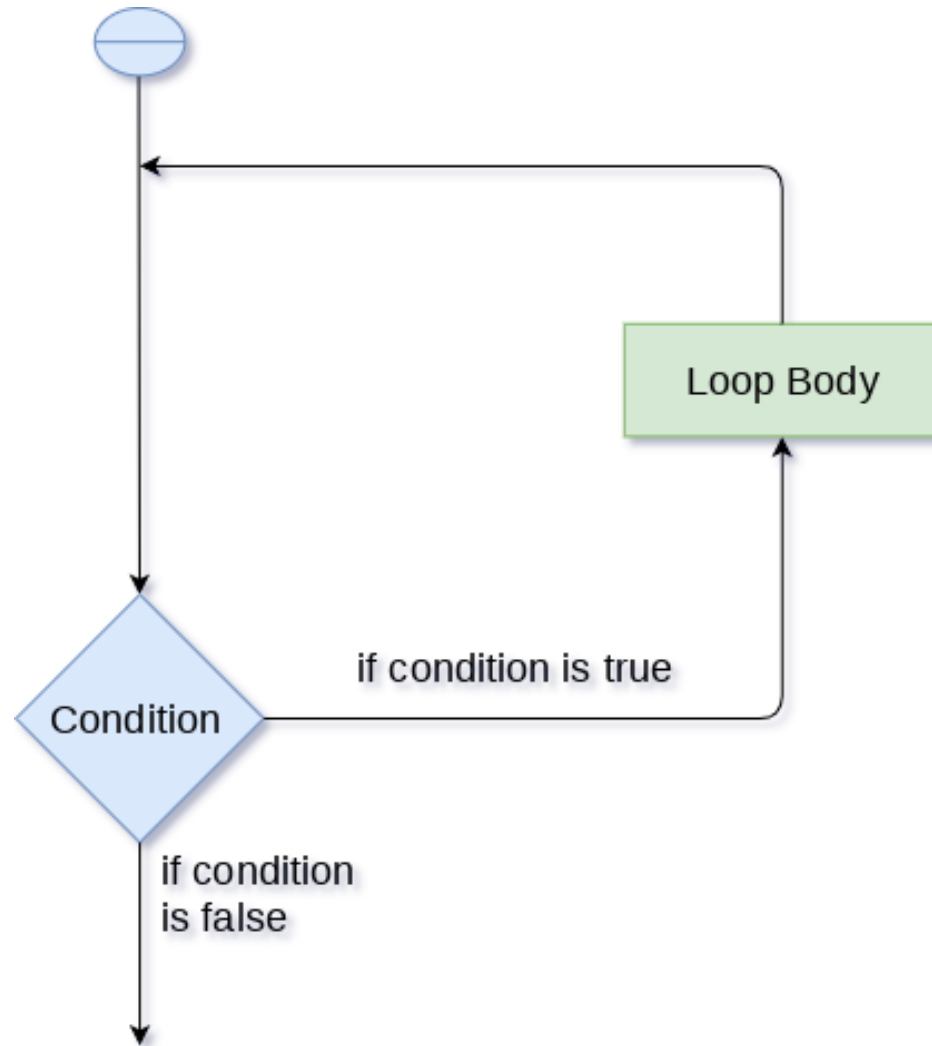 Loop Body
if condition is true
Condition
if condition
is false